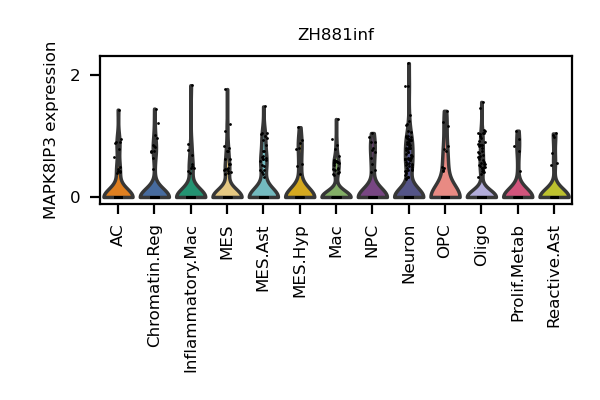 ZH881inf
MAPK8IP3 expression
2
0
AC
Chromatin.Reg
Inflammatory.Mac
MES
MES.Ast
MES.Hyp
Mac
NPC
Neuron
OPC
Oligo
Prolif.Metab
Reactive.Ast